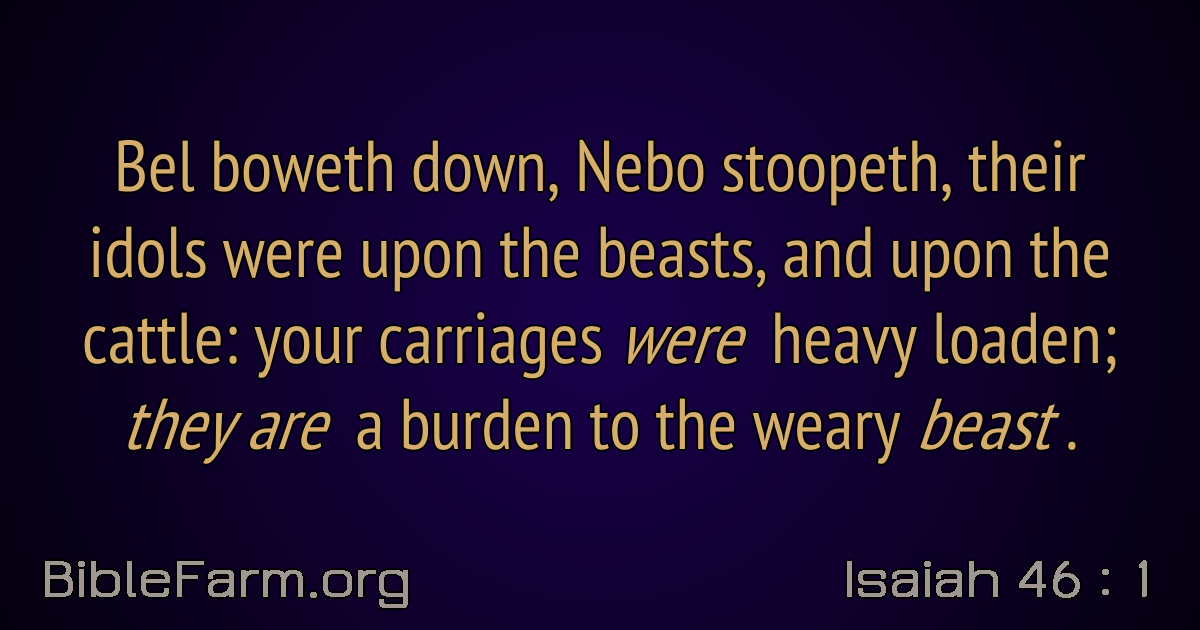 Bel boweth down, Nebo stoopeth, their
idols were upon the beasts, and upon the
cattle: your carriages were heavy loaden;
they are a burden to the weary beast .
BibleFarm.org
Isaiah 46 : 1